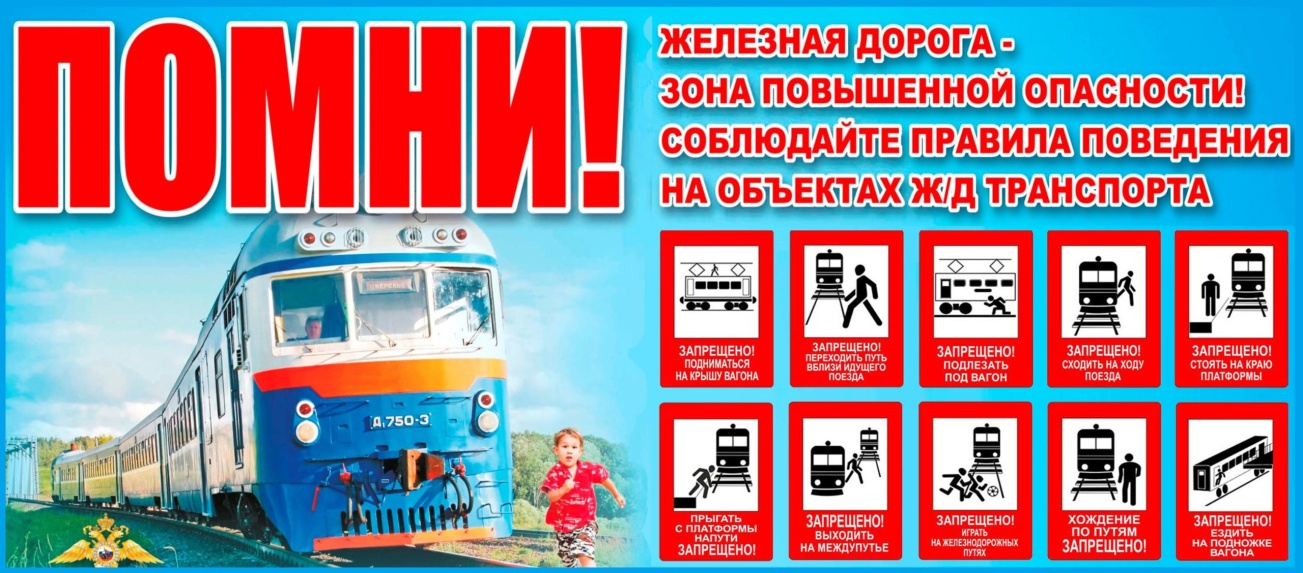 ПОМНИ!
ЖЕЛЕЗНАЯ ДОРОГА -
ЗОНА ПОВЫШЕННОЙ ОПАСНОСТИ!
СОБЛЮДАЙТЕ ПРАВИЛА ПОВЕДЕНИЯ
НА ОБЪЕКТАХ Ж/Д ТРАНСПОРТА
Д1750-3
ЗАПРЕЩЕНО!
ПОДНИМАТЬСЯ
НА КРЫШУ ВАГОНА
ЗАПРЕЩЕНО!
ПЕРЕХОДИТЬ ПУТЬ
ВБЛИЗИ ИДУЩЕГО
ПОЕЗДА
ЗАПРЕЩЕНО!
ПОДЛЕЗАТЬ
ПОД ВАГОН
ЗАПРЕЩЕНО!
СХОДИТЬ НА ХОДУ
ПОЕЗДА
ЗАПРЕЩЕНО!
СТОЯТЬ НА КРАЮ
ПЛАТФОРМЫ
ПРЫГАТЬ
С ПЛАТФОРМЫ
НАПУТИ
ЗАПРЕЩЕНО!
ЗАПРЕЩЕНО!
ВЫХОДИТЬ
НА МЕЖДУПУТЬЕ
ЗАПРЕЩЕНО!
ИГРАТЬ
НА ЖЕЛЕЗНОДОРОЖНЫХ
ПУТЯХ
ХОЖДЕНИЕ
ПО ПУТЯМ
ЗАПРЕЩЕНО!
ЗАПРЕЩЕНО!
ЕЗДИТЬ
НА ПОДНОЖКЕ
ВАГОНА